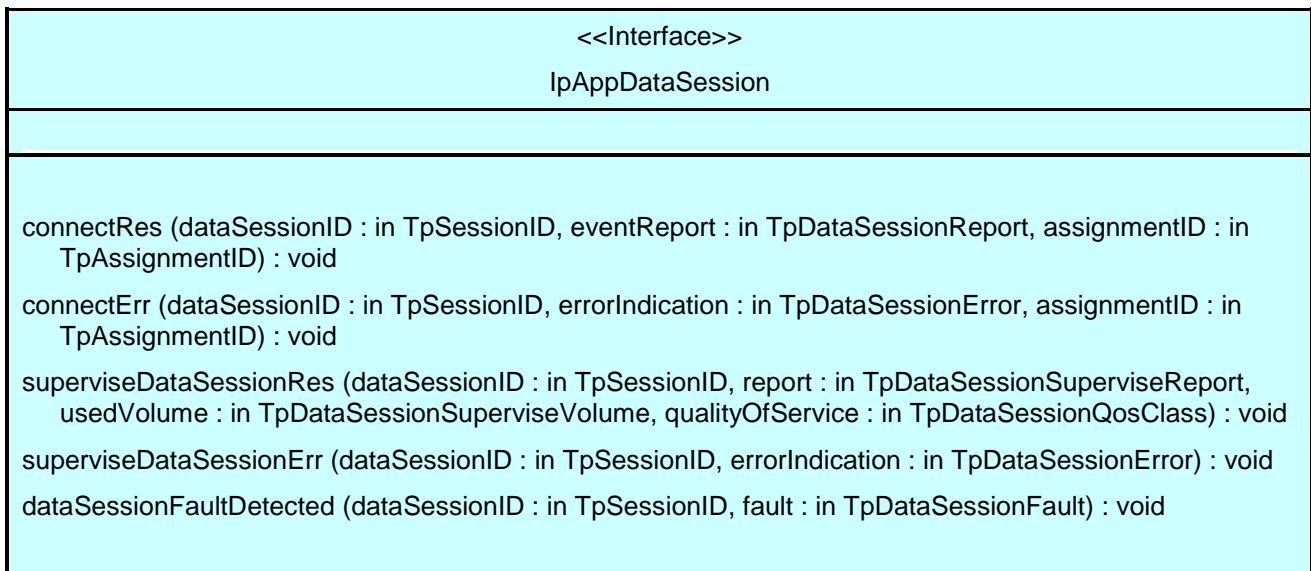 <<Interface>>
IpAppDataSession
connectRes (dataSessionID : in TpSessionID, eventReport : in TpDataSessionReport, assignmentID : in
TpAssignmentID) : void
connectErr (dataSessionID : in TpSessionID, errorIndication : in TpDataSessionError, assignmentID : in
TpAssignmentID) : void
superviseDataSessionRes (dataSessionID : in TpSessionID, report : in TpDataSessionSuperviseReport,
usedVolume : in TpDataSessionSuperviseVolume, qualityOfService : in TpDataSessionQosClass) : void
superviseDataSessionErr (dataSessionID : in TpSessionID, errorIndication : in TpDataSessionError) : void
dataSessionFaultDetected (dataSessionID : in TpSessionID, fault : in TpDataSessionFault) : void